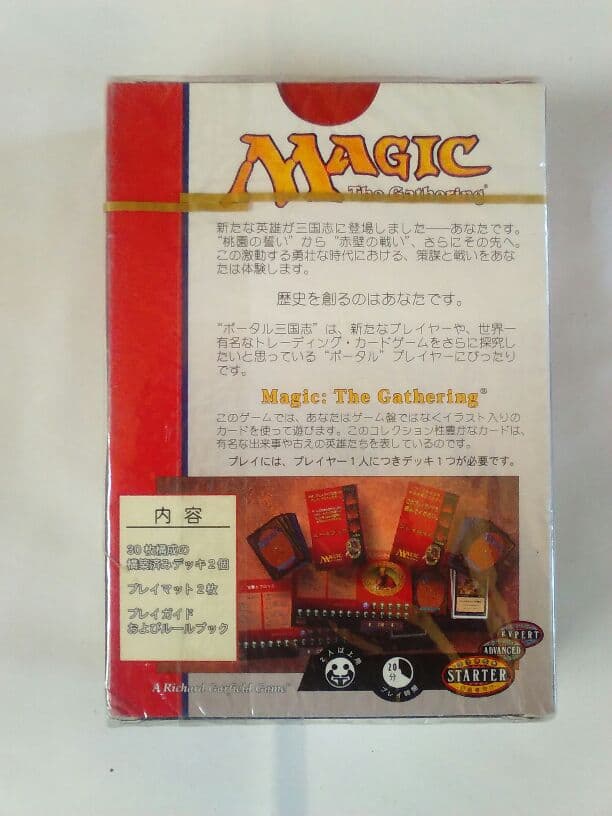 MAGIC
The Gathering®
新たな英雄が三国志に登場しました──あなたです。
“桃園の誓い” から “赤壁の戦い”、さらにその先へ。
この激動する勇壮な時代における、策謀と戦いをあな
たは体験します。
歴史を創るのはあなたです。
“ポータル三国志” は、新たなプレイヤーや、世界一
有名なトレーディング・カードゲームをさらに探究し
たいと思っている “ポータル” プレイヤーにぴったり
です。
Magic: The Gathering®
このゲームでは、あなたはゲーム盤ではなくイラスト入りの
カードを使って遊びます。このコレクション性豊かなカードは、
有名な出来事や古えの英雄たちを表しているのです。
プレイには、プレイヤー1人につきデッキ1つが必要です。
内 容
30枚構成の
構築済みデッキ2個
プレイマット2枚
プレイガイド
およびルールブック
MAGIC
MAGIC
2人以上用
20
分
プレイ時間
EXPERT
ADVANCED
STARTER
A Richard Garfield Game™